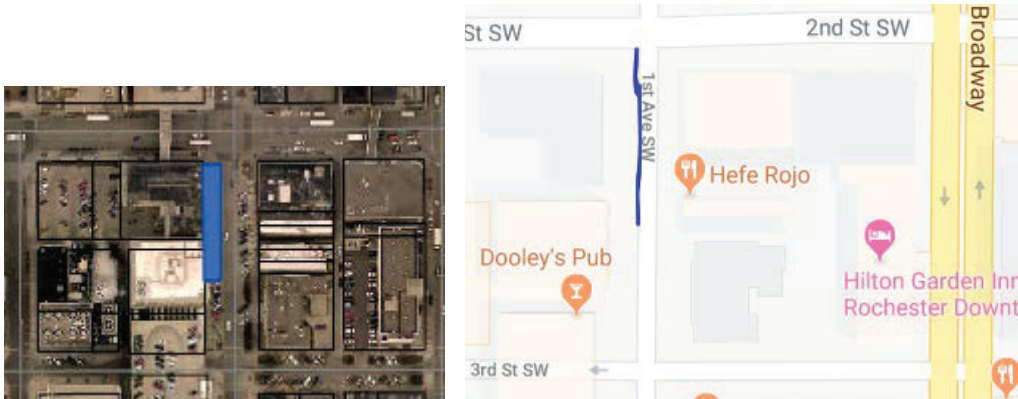 St SW
2nd St SW
Broadway
1st Ave SW
Hefe Rojo
Dooley's Pub
Hilton Garden Inn
Rochester Downt
3rd St SW